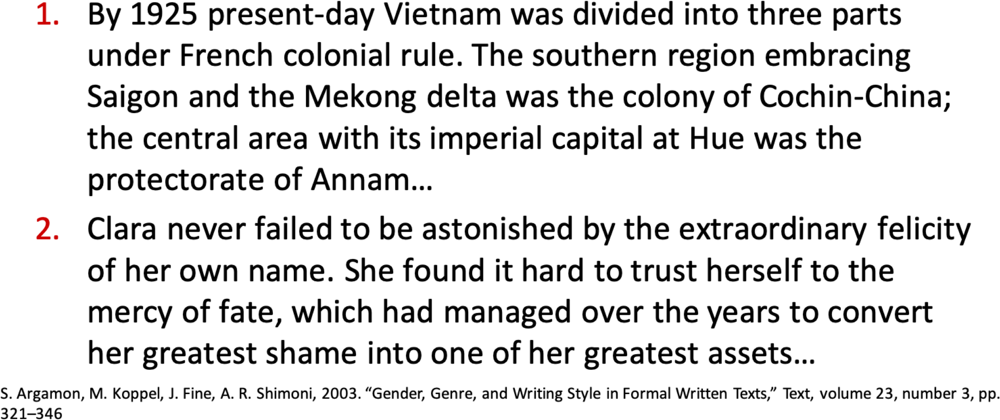 1. By 1925 present-day Vietnam was divided into three parts
under French colonial rule. The southern region embracing
Saigon and the Mekong delta was the colony of Cochin-China;
the central area with its imperial capital at Hue was the
protectorate of Annam...
2. Clara never failed to be astonished by the extraordinary felicity
of her own name. She found it hard to trust herself to the
mercy of fate, which had managed over the years to convert
her greatest shame into one of her greatest assets...
S. Argamon, M. Koppel, J. Fine, A. R. Shimoni, 2003. “Gender, Genre, and Writing Style in Formal Written Texts,” Text, volume 23, number 3, pp.
321–346